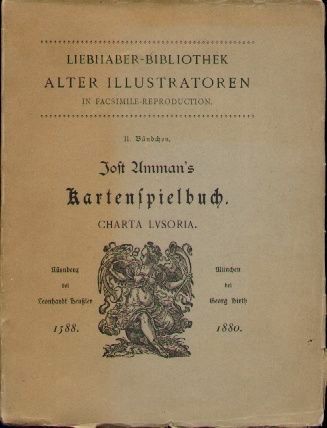 LIEBHABER-BIBLIOTHEK
ALTER ILLUSTRATOREN
IN FACSIMILE-REPRODUCTION.
II. Bändchen.
Jost Amman's
Kartenspielbuch.
CHARTA LVSORIA.
Nürnberg
bei
Leonhardt Heußler
1588.
München
bei
Georg Hirth
1880.